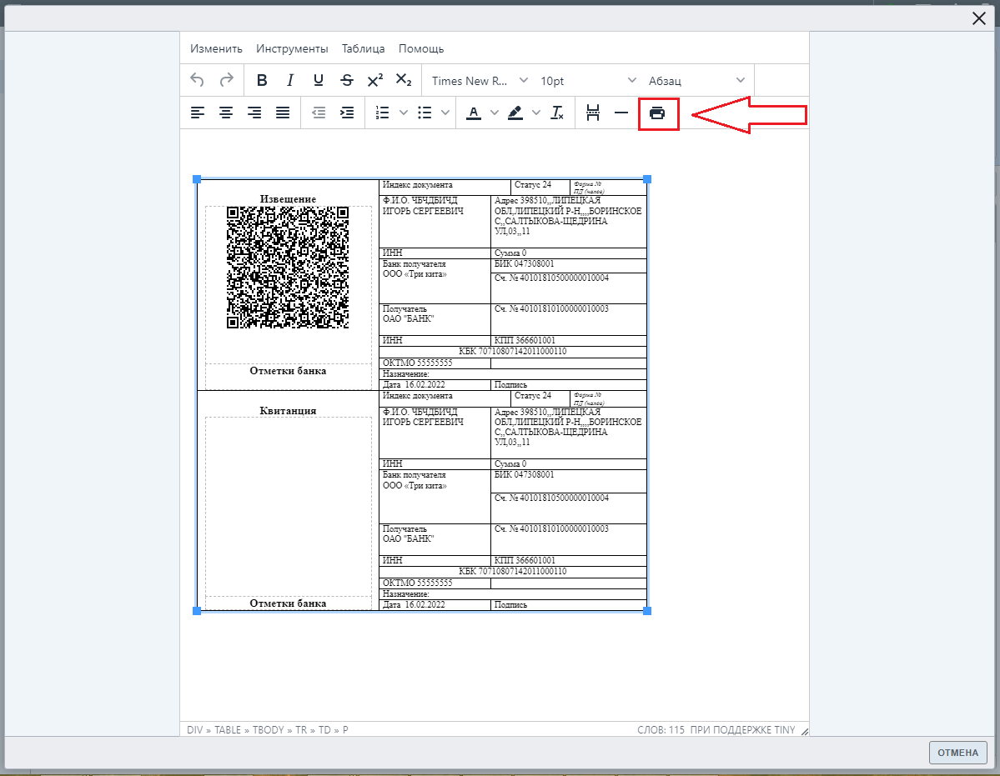 Изменить Инструменты Таблица Помощь
B I U S X² X₂ Times New R... 10pt Абзац
Извещение
Отметки банка
Индекс документа Статус 24 Форма №
ПД (налог)
Ф.И.О. ЧБЧДБИЧД
ИГОРЬ СЕРГЕЕВИЧ
Адрес 398510,,ЛИПЕЦКАЯ
ОБЛ,ЛИПЕЦКИЙ Р-Н,,,,БОРИНСКОЕ
С,,САЛТЫКОВА-ЩЕДРИНА
УЛ,03,,11
ИНН Сумма 0
Банк получателя
ООО «Три кита»
БИК 047308001
Сч. № 40101810500000010004
Получатель
ОАО "БАНК"
Сч. № 40101810100000010003
ИНН КПП 366601001
КБК 70710807142011000110
ОКТМО 55555555
Назначение:
Дата 16.02.2022 Подпись
Квитанция
Отметки банка
Индекс документа Статус 24 Форма №
ПД (налог)
Ф.И.О. ЧБЧДБИЧД
ИГОРЬ СЕРГЕЕВИЧ
Адрес 398510,,ЛИПЕЦКАЯ
ОБЛ,ЛИПЕЦКИЙ Р-Н,,,,БОРИНСКОЕ
С,,САЛТЫКОВА-ЩЕДРИНА
УЛ,03,,11
ИНН Сумма 0
Банк получателя
ООО «Три кита»
БИК 047308001
Сч. № 40101810500000010004
Получатель
ОАО "БАНК"
Сч. № 40101810100000010003
ИНН КПП 366601001
КБК 70710807142011000110
ОКТМО 55555555
Назначение:
Дата 16.02.2022 Подпись
DIV » TABLE » TBODY » TR » TD » P СЛОВ: 115 ПРИ ПОДДЕРЖКЕ TINY
ОТМЕНА